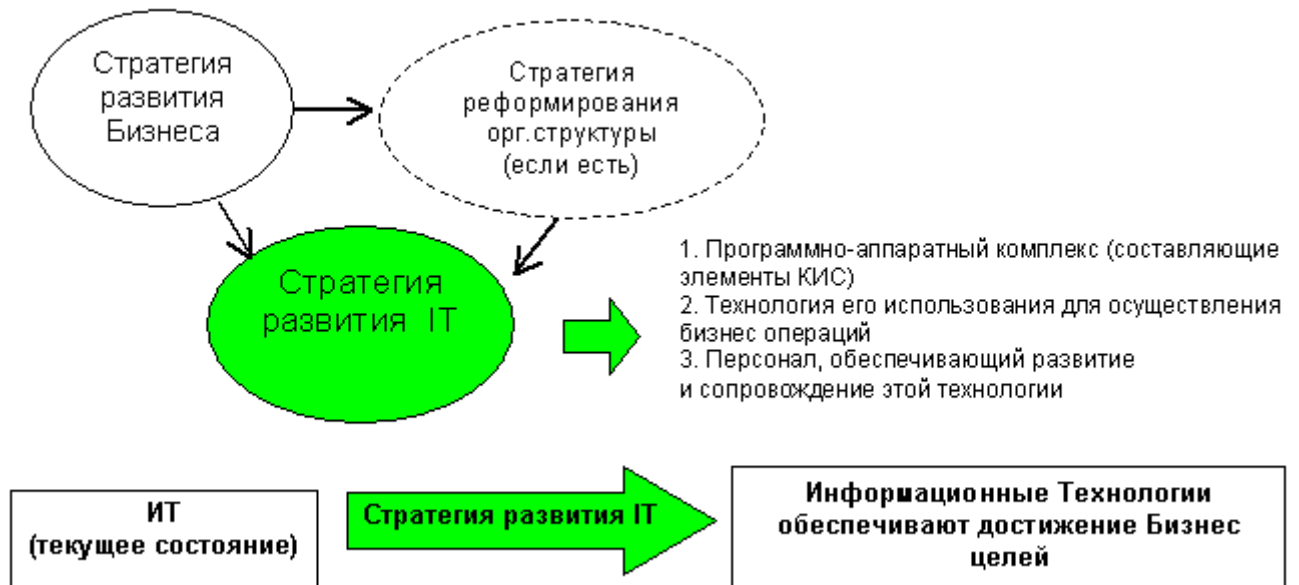 Стратегия
развития
Бизнеса
Стратегия
реформирования
орг.структуры
(если есть)
Стратегия
развития IT
1. Программно-аппаратный комплекс (составляющие
элементы КИС)
2. Технология его использования для осуществления
бизнес операций
3. Персонал, обеспечивающий развитие
и сопровождение этой технологии
ИТ
(текущее состояние)
Стратегия развития IT
Информационные Технологии
обеспечивают достижение Бизнес
целей